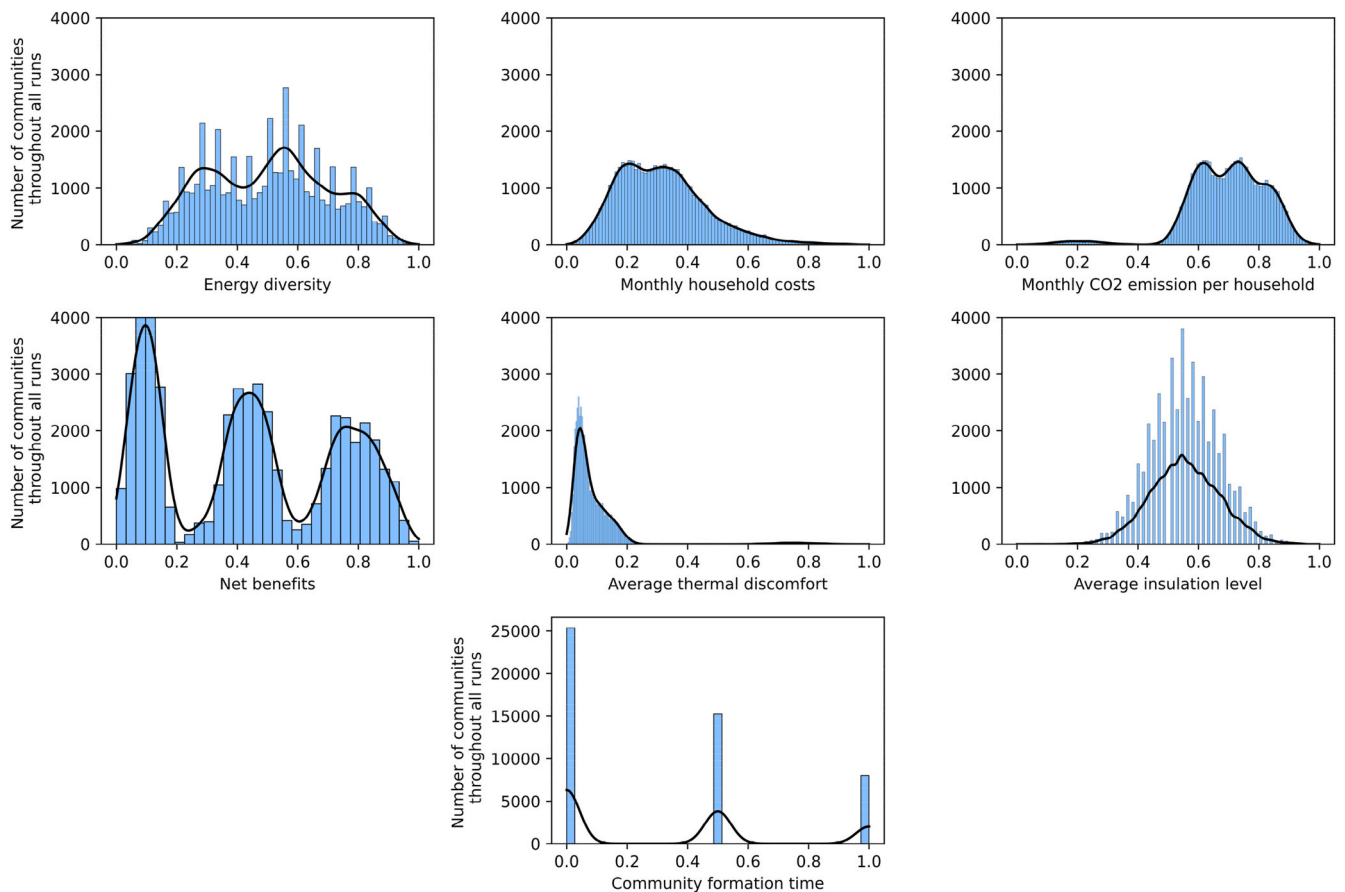 4000 4000 4000
3000 3000 3000
2000 2000 2000
1000 1000 1000
0 0 0
0.0 0.2 0.4 0.6 0.8 1.0 0.0 0.2 0.4 0.6 0.8 1.0 0.0 0.2 0.4 0.6 0.8 1.0
Number of communities
throughout all runs
Energy diversity Monthly household costs Monthly CO2 emission per household
4000 4000 4000
3000 3000 3000
2000 2000 2000
1000 1000 1000
0 0 0
0.0 0.2 0.4 0.6 0.8 1.0 0.0 0.2 0.4 0.6 0.8 1.0 0.0 0.2 0.4 0.6 0.8 1.0
Number of communities
throughout all runs
Net benefits Average thermal discomfort Average insulation level
25000
20000
15000
10000
5000
0
0.0 0.2 0.4 0.6 0.8 1.0
Number of communities
throughout all runs
Community formation time